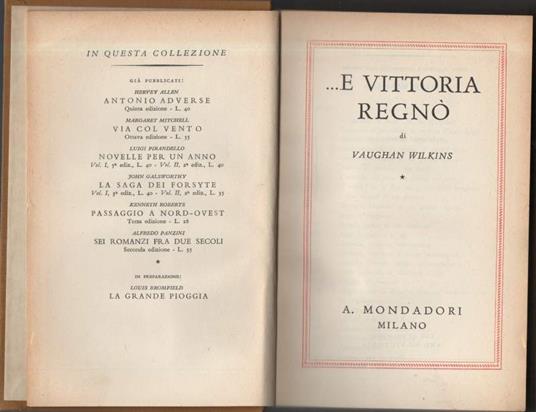 IN QUESTA COLLEZIONE
GIÀ PUBBLICATI:
HERVEY ALLEN
ANTONIO ADVERSE
Quinta edizione - L. 40
MARGARET MITCHELL
VIA COL VENTO
Ottava edizione - L. 35
LUIGI PIRANDELLO
NOVELLE PER UN ANNO
Vol. I, 3ª ediz., L. 40 - Vol. II, 2ª ediz., L. 40
JOHN GALSWORTHY
LA SAGA DEI FORSYTE
Vol. I, 3ª ediz., L. 40 - Vol. II, 2ª ediz., L. 35
KENNETH ROBERTS
PASSAGGIO A NORD-OVEST
Terza edizione - L. 28
ALFREDO PANZINI
SEI ROMANZI FRA DUE SECOLI
Seconda edizione - L. 35
*
IN PREPARAZIONE:
LOUIS BROMFIELD
LA GRANDE PIOGGIA
...E VITTORIA
REGNÒ
di
VAUGHAN WILKINS
*
A. MONDADORI
MILANO